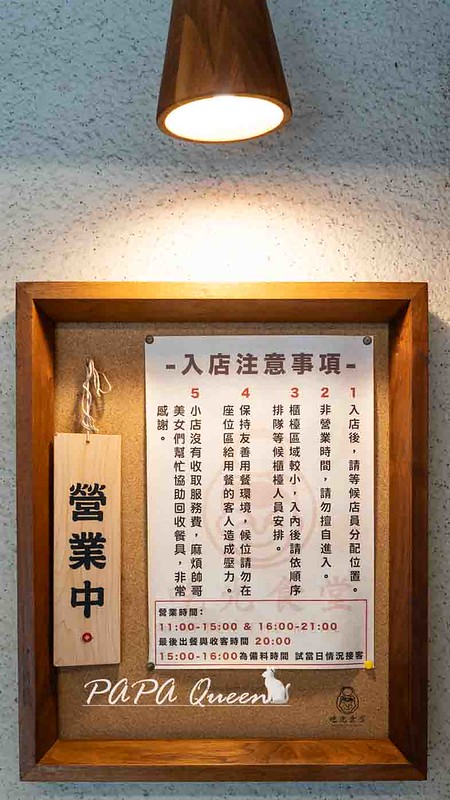 -入店注意事項-
1 入店後，請等候店員分配位置。
2 非營業時間，請勿擅自進入。
3 櫃檯區域較小，入內後請依順序
排隊等候櫃檯人員安排。
4 保持友善用餐環境，候位請勿在
座位區給用餐的客人造成壓力。
5 小店沒有收取服務費，麻煩帥哥
美女們幫忙協助回收餐具，非常
感謝。
營業時間：
11:00-15:00 & 16:00-21:00
最後出餐與收客時間 20:00
15:00-16:00為備料時間 試當日情況接客
營業中
PAPA Queen